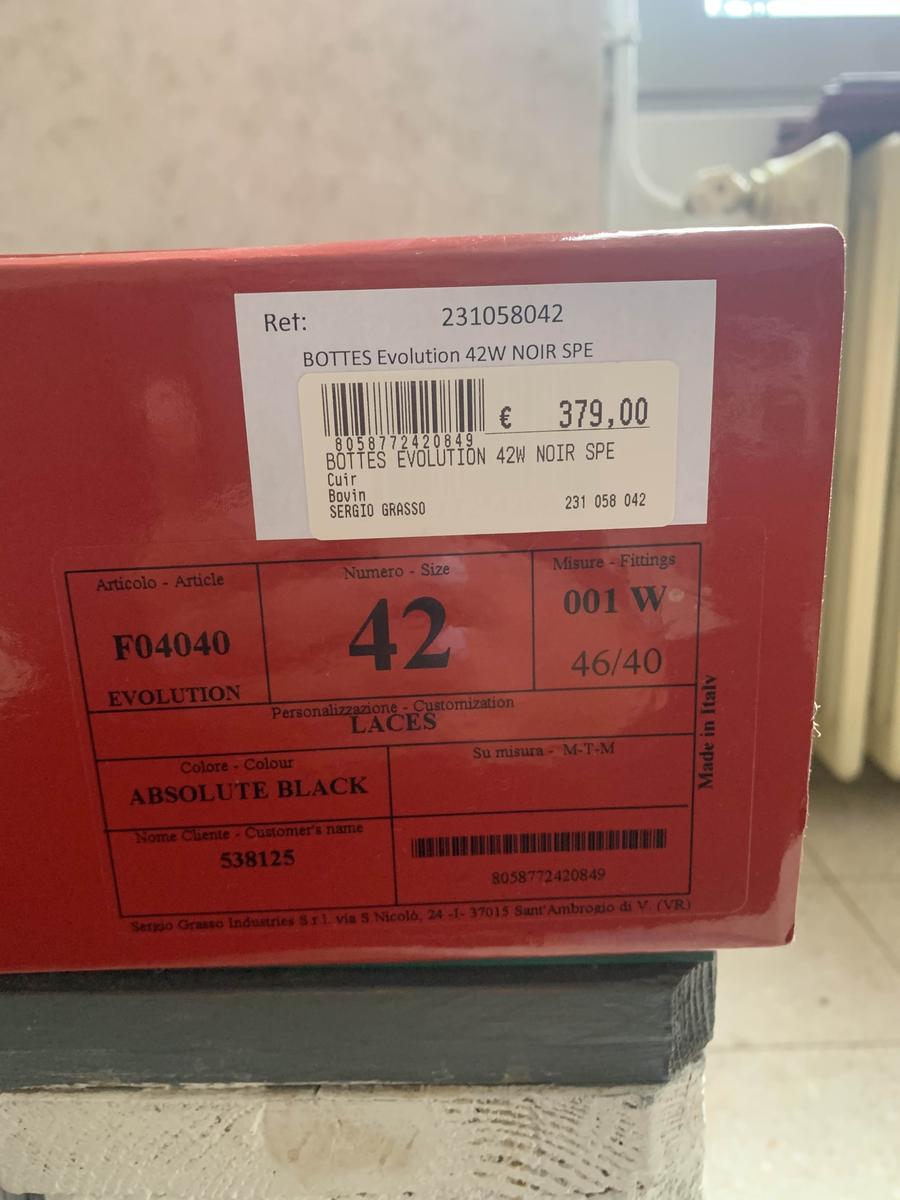 Ref: 231058042
BOTTES Evolution 42W NOIR SPE
€ 379,00
8058772420849
BOTTES EVOLUTION 42W NOIR SPE
Cuir
Bovin
SERGIO GRASSO 231 058 042
Articolo - Article
F04040
EVOLUTION
Numero - Size
42
Misure - Fittings
001 W
46/40
Personalizzazione - Customization
LACES
Colore - Colour
ABSOLUTE BLACK
Su misura - M-T-M
Nome Cliente - Customer's name
538125
8058772420849
Made in Italy
Sergio Grasso Industries S.r.l. via S.Nicolò, 24 -I- 37015 Sant'Ambrogio di V. (VR)